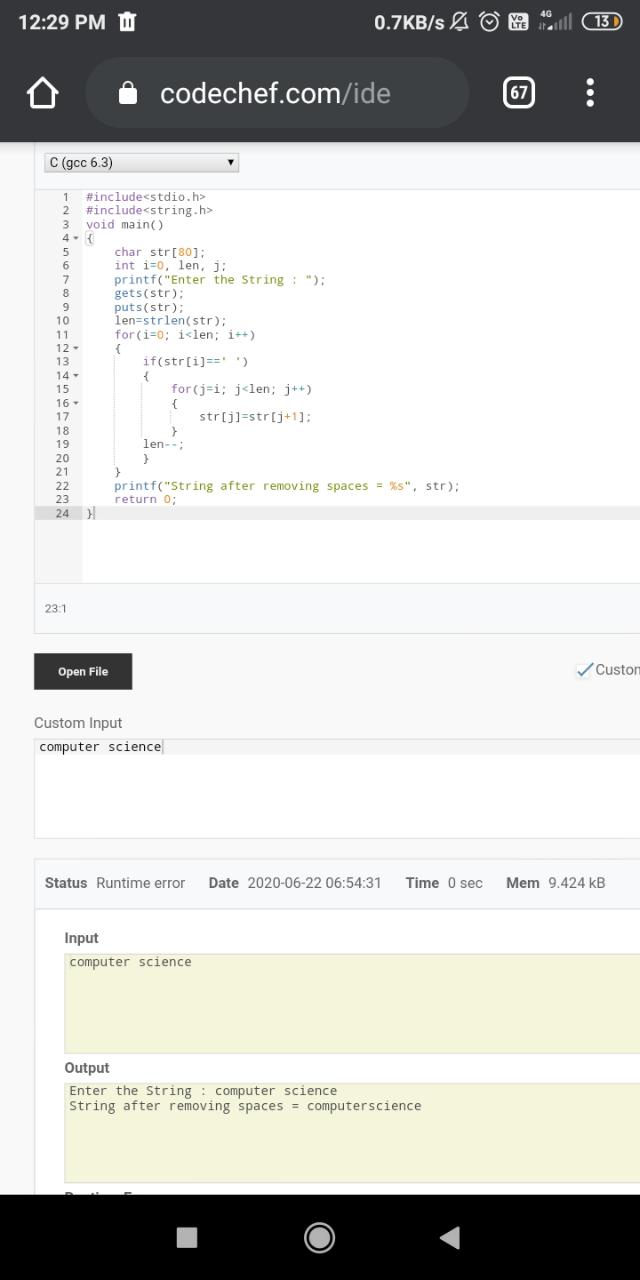 12:29 PM 0.7KB/s Vo LTE 4G 13
codechef.com/ide 67
C (gcc 6.3)
1 #include<stdio.h>
2 #include<string.h>
3 void main()
4 {
5 char str[80];
6 int i=0, len, j;
7 printf("Enter the String : ");
8 gets(str);
9 puts(str);
10 len=strlen(str);
11 for(i=0; i<len; i++)
12 {
13 if(str[i]==' ')
14 {
15 for(j=i; j<len; j++)
16 {
17 str[j]=str[j+1];
18 }
19 len--;
20 }
21 }
22 printf("String after removing spaces = %s", str);
23 return 0;
24 }
23:1
Open File Custom
Custom Input
computer science
Status Runtime error Date 2020-06-22 06:54:31 Time 0 sec Mem 9.424 kB
Input
computer science
Output
Enter the String : computer science
String after removing spaces = computerscience